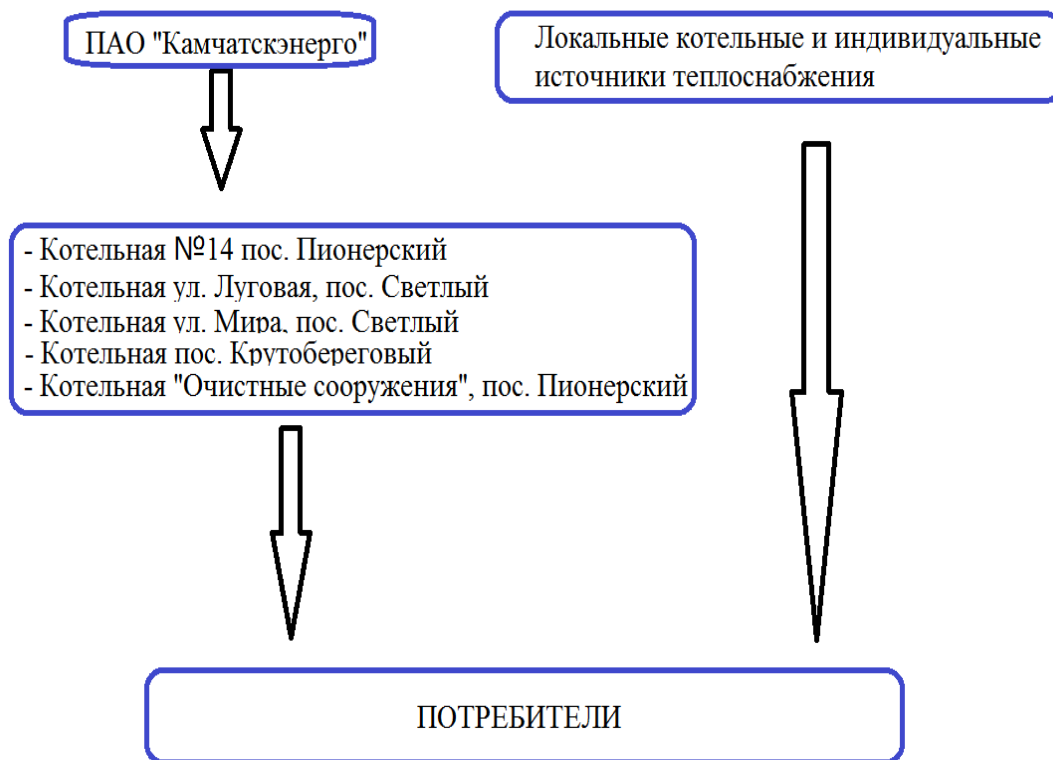 ПАО "Камчатскэнерго"
Локальные котельные и индивидуальные
источники теплоснабжения
- Котельная №14 пос. Пионерский
- Котельная ул. Луговая, пос. Светлый
- Котельная ул. Мира, пос. Светлый
- Котельная пос. Крутобереговый
- Котельная "Очистные сооружения", пос. Пионерский
ПОТРЕБИТЕЛИ